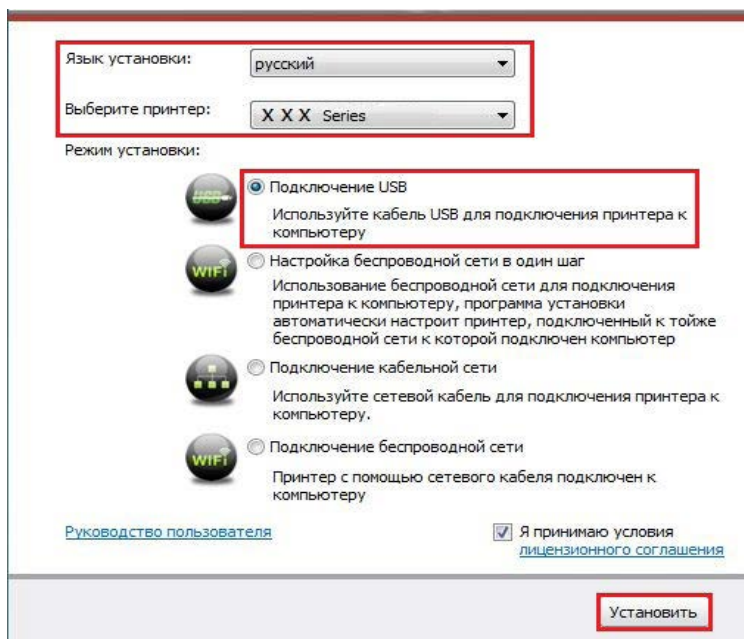 Язык установки: русский
Выберите принтер: X X X Series
Режим установки:
USB
Подключение USB
Используйте кабель USB для подключения принтера к
компьютеру
WiFi
Настройка беспроводной сети в один шаг
Использование беспроводной сети для подключения
принтера к компьютеру, программа установки
автоматически настроит принтер, подключенный к тойже
беспроводной сети к которой подключен компьютер
Подключение кабельной сети
Используйте сетевой кабель для подключения принтера к
компьютеру.
WiFi
Подключение беспроводной сети
Принтер с помощью сетевого кабеля подключен к
компьютеру
Руководство пользователя
Я принимаю условия
лицензионного соглашения
Установить